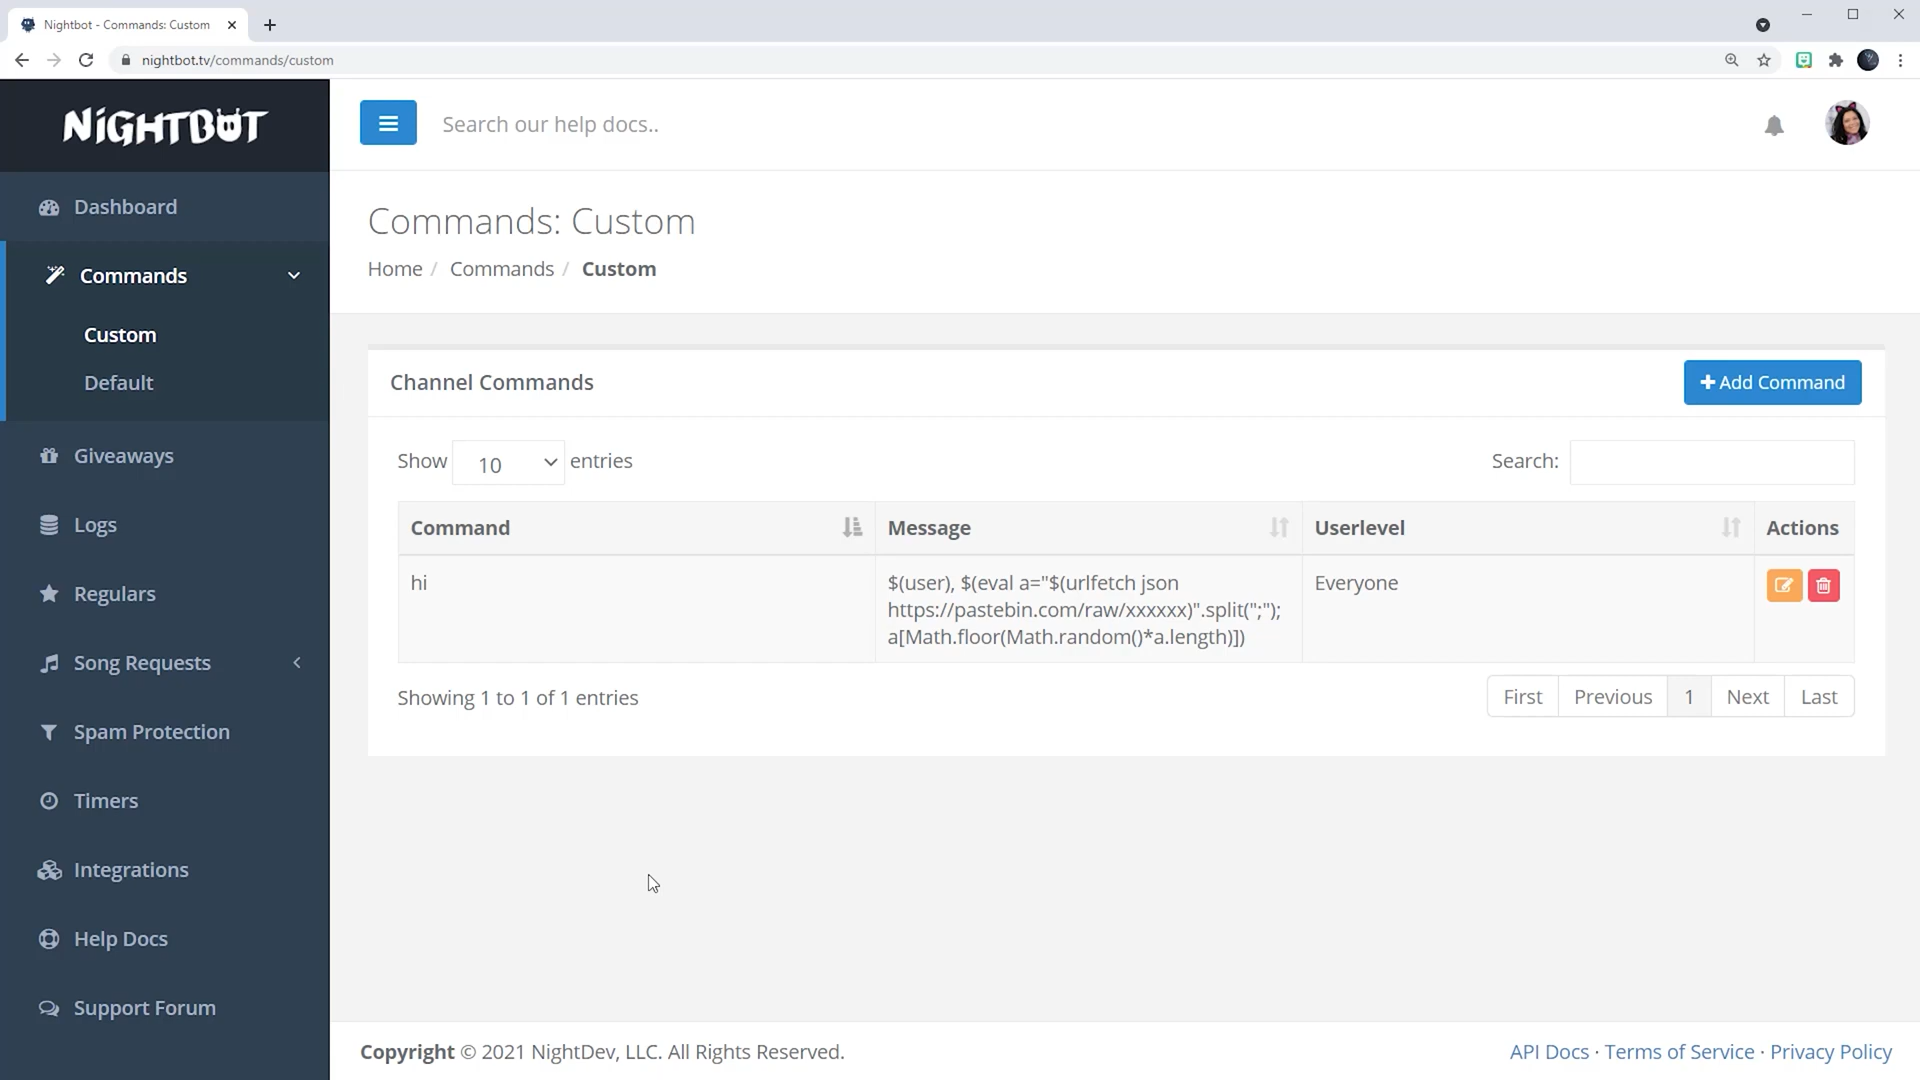 Nightbot - Commands: Custom
nightbot.tv/commands/custom
NiGHTBOT
Search our help docs..
Dashboard
Commands
Custom
Default
Giveaways
Logs
Regulars
Song Requests
Spam Protection
Timers
Integrations
Help Docs
Support Forum
Commands: Custom
Home / Commands / Custom
Channel Commands
Add Command
Show 10 entries
Search:
Command Message Userlevel Actions
hi $(user), $(eval a="$(urlfetch json Everyone
https://pastebin.com/raw/xxxxxx)".split(";");
a[Math.floor(Math.random()*a.length)])
Showing 1 to 1 of 1 entries
First Previous 1 Next Last
Copyright © 2021 NightDev, LLC. All Rights Reserved.
API Docs · Terms of Service · Privacy Policy